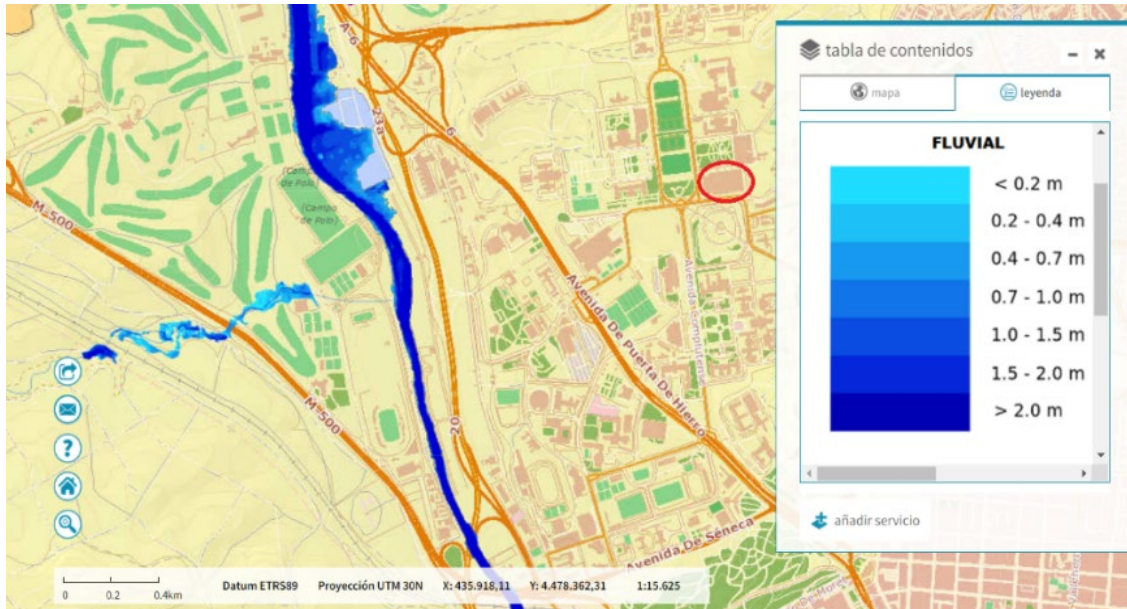 A-6
23a
6
(Campo
de Polo)
(Campo
de Polo)
M-500
M-500
20
Avenida De Puerta De Hierro
Avenida Complutense
Avenida De Séneca
tabla de contenidos
mapa
leyenda
FLUVIAL
< 0.2 m
0.2 - 0.4 m
0.4 - 0.7 m
0.7 - 1.0 m
1.0 - 1.5 m
1.5 - 2.0 m
> 2.0 m
añadir servicio
?
0 0.2 0.4km
Datum ETRS89 Proyección UTM 30N X: 435.918,11 Y: 4.478.362,31 1:15.625